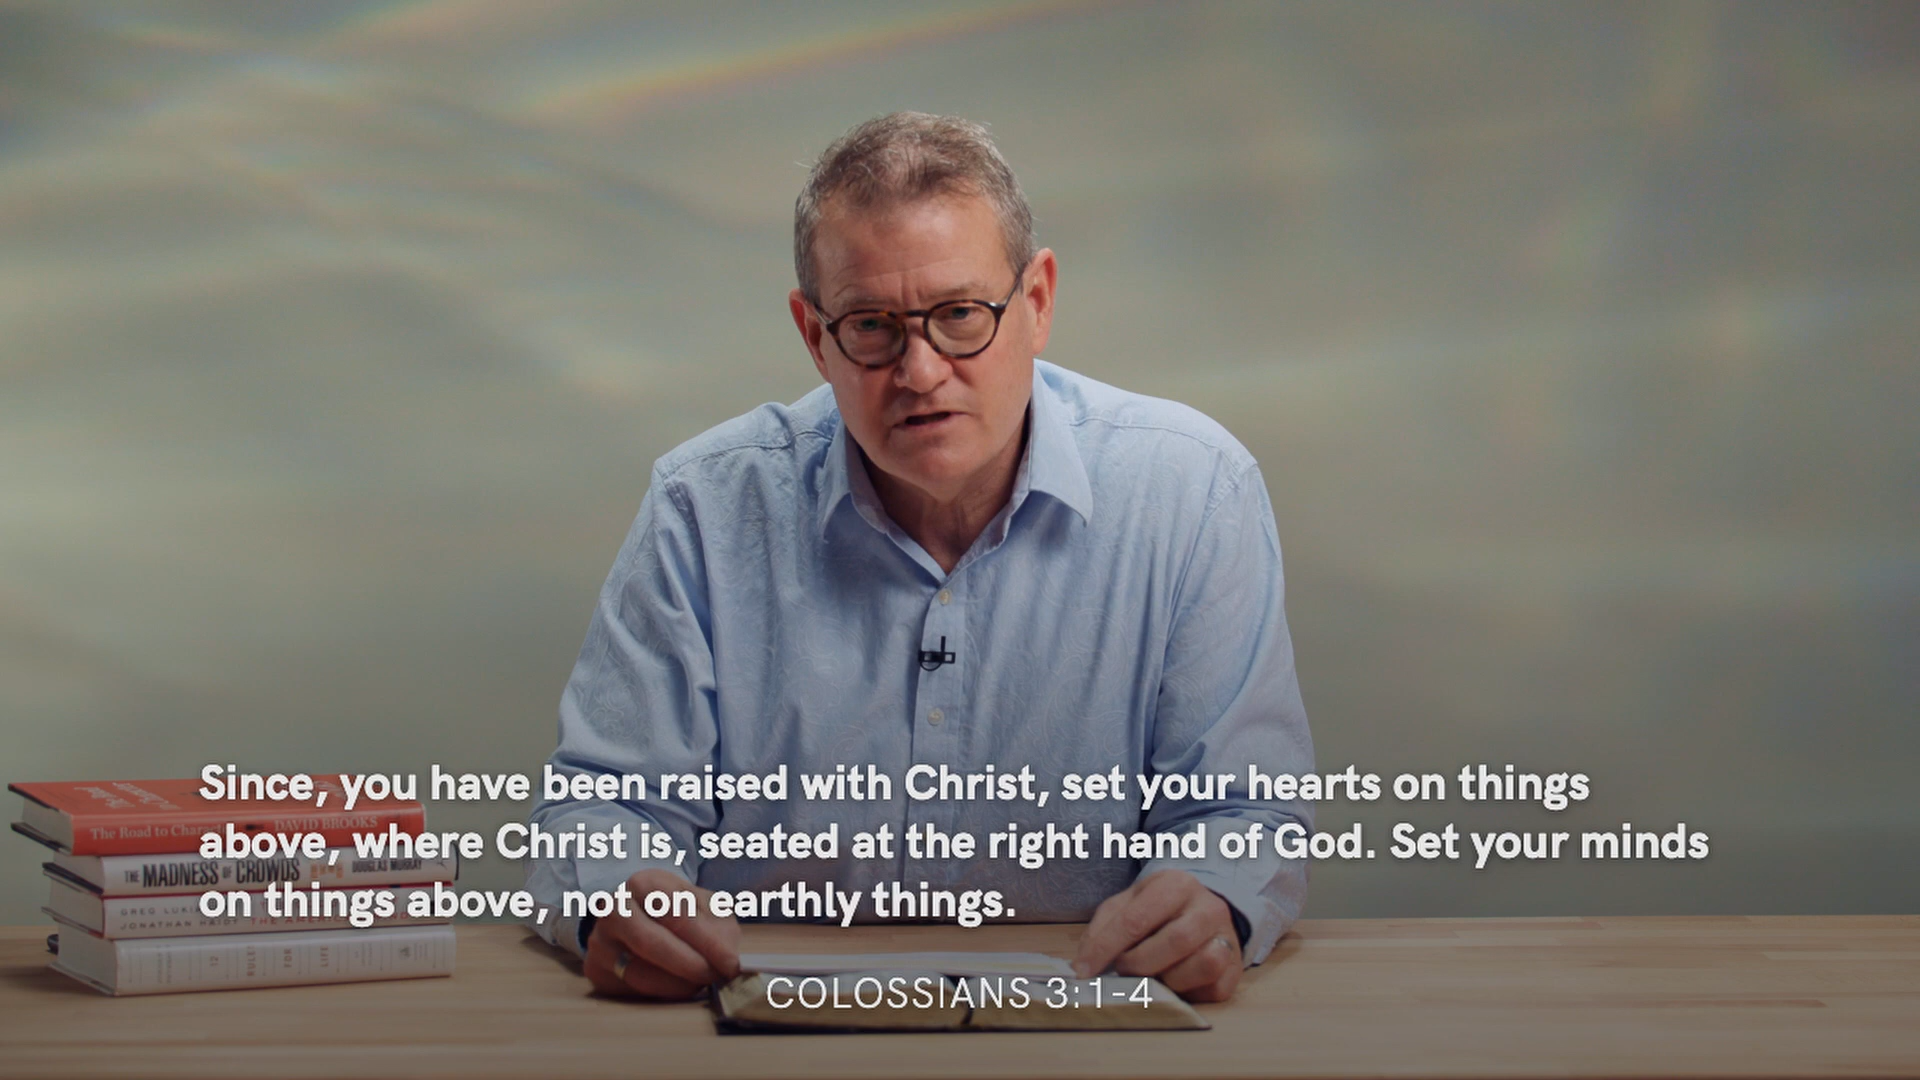 Since, you have been raised with Christ, set your hearts on things
above, where Christ is, seated at the right hand of God. Set your minds
on things above, not on earthly things.
COLOSSIANS 3:1-4
The Road to Character DAVID BROOKS
THE MADNESS OF CROWDS DOUGLAS MURRAY
GREG
JONATHAN HAIDT THE
12 RULES FOR LIFE